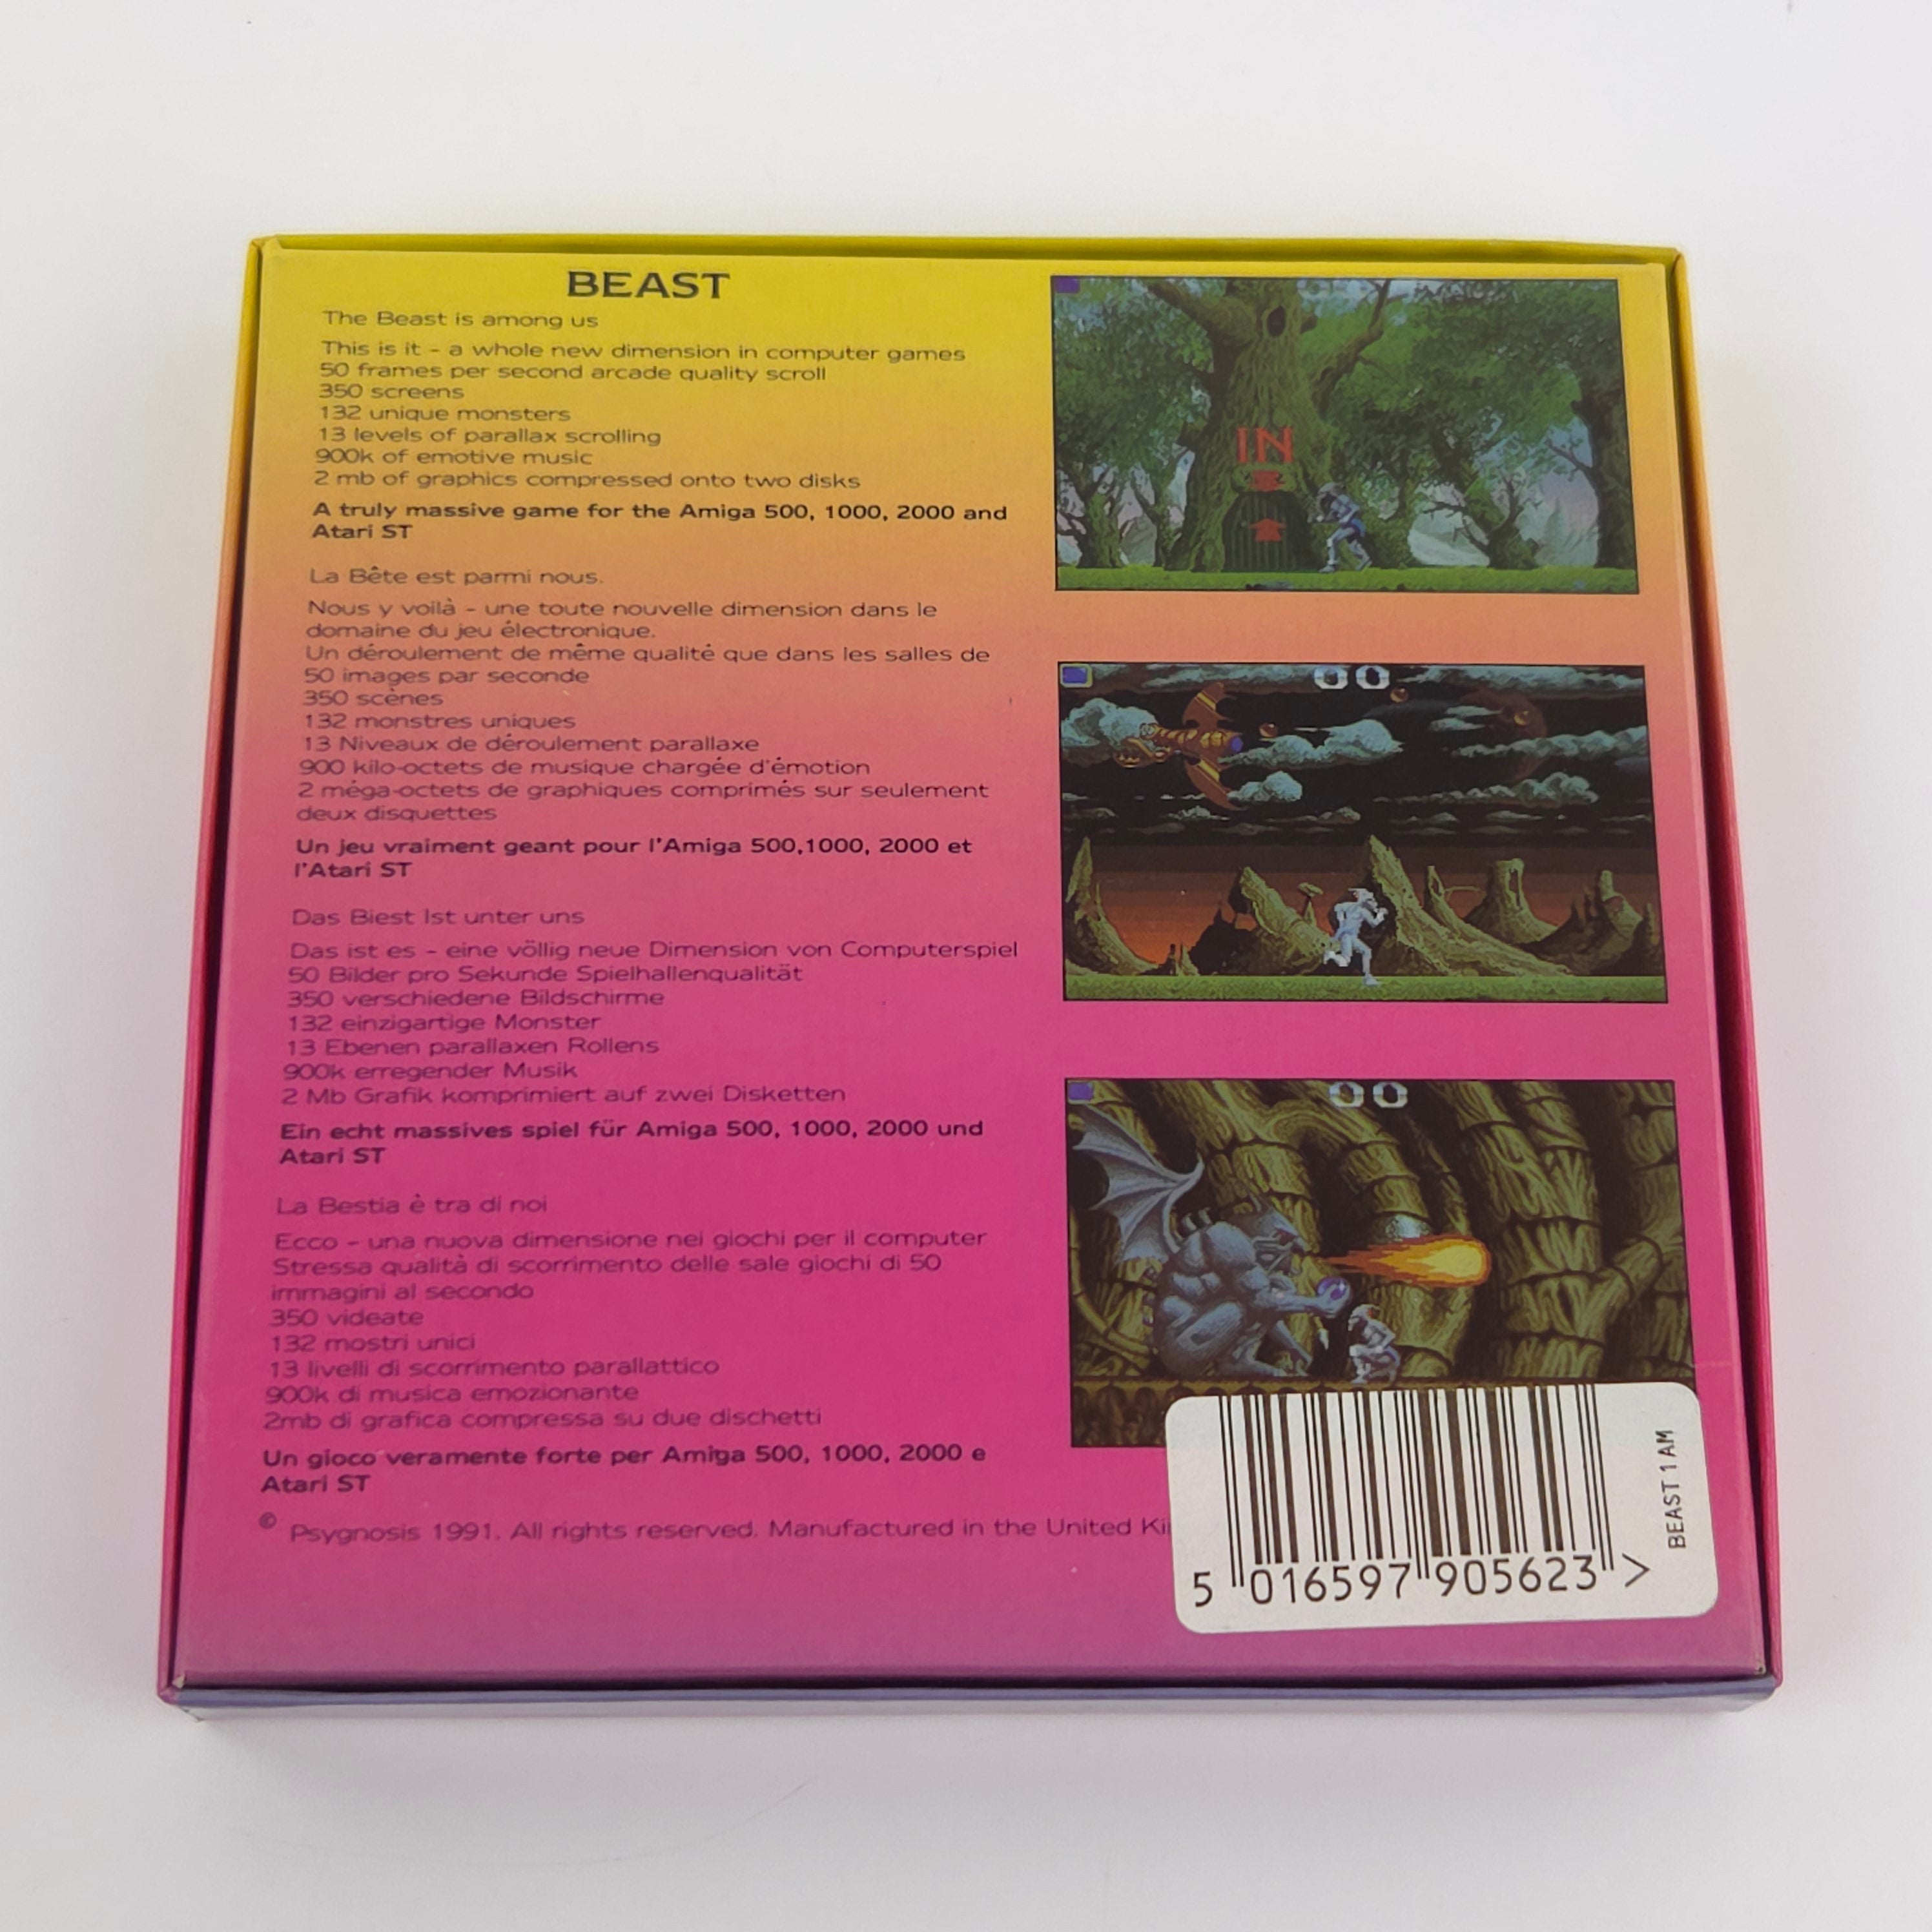 BEAST
The Beast is among us
This is it - a whole new dimension in computer games
50 frames per second arcade quality scroll
350 screens
132 unique monsters
13 levels of parallax scrolling
900k of emotive music
2 mb of graphics compressed onto two disks
A truly massive game for the Amiga 500, 1000, 2000 and
Atari ST
La Bête est parmi nous.
Nous y voilà - une toute nouvelle dimension dans le
domaine du jeu électronique.
Un déroulement de même qualité que dans les salles de
50 images par seconde
350 scènes
132 monstres uniques
13 Niveaux de déroulement parallaxe
900 kilo-octets de musique chargée d'émotion
2 méga-octets de graphiques comprimés sur seulement
deux disquettes
Un jeu vraiment geant pour l'Amiga 500,1000, 2000 et
l'Atari ST
Das Biest Ist unter uns
Das ist es - eine völlig neue Dimension von Computerspiel
50 Bilder pro Sekunde Spielhallenqualität
350 verschiedene Bildschirme
132 einzigartige Monster
13 Ebenen parallaxen Rollens
900k erregender Musik
2 Mb Grafik komprimiert auf zwei Disketten
Ein echt massives spiel für Amiga 500, 1000, 2000 und
Atari ST
La Bestia è tra di noi
Ecco - una nuova dimensione nei giochi per il computer
Stressa qualità di scorrimento delle sale giochi di 50
immagini al secondo
350 videate
132 mostri unici
13 livelli di scorrimento parallattico
900k di musica emozionante
2mb di grafica compressa su due dischetti
Un gioco veramente forte per Amiga 500, 1000, 2000 e
Atari ST
© Psygnosis 1991. All rights reserved. Manufactured in the United Ki
IN
00
00
5 016597 905623 >
BEAST 1 AM